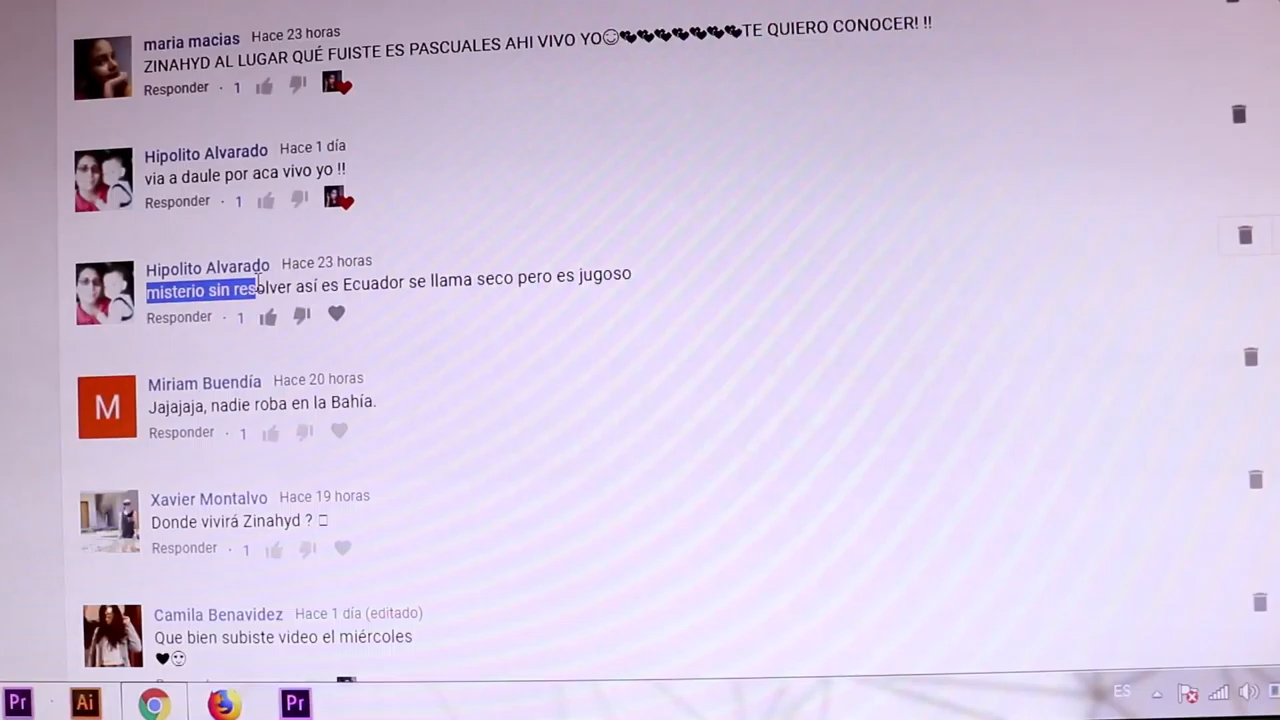 maria macias Hace 23 horas
ZINAHYD AL LUGAR QUÉ FUISTE ES PASCUALES AHI VIVO YO☺💕💕💕💕💕💕💕TE QUIERO CONOCER! !!
Responder · 1
Hipolito Alvarado Hace 1 día
via a daule por aca vivo yo !!
Responder · 1
Hipolito Alvarado Hace 23 horas
misterio sin resolver así es Ecuador se llama seco pero es jugoso
Responder · 1
M
Miriam Buendía Hace 20 horas
Jajajaja, nadie roba en la Bahía.
Responder · 1
Xavier Montalvo Hace 19 horas
Donde vivirá Zinahyd ?
Responder · 1
Camila Benavidez Hace 1 día (editado)
Que bien subiste video el miércoles
Pr Ai Pr ES